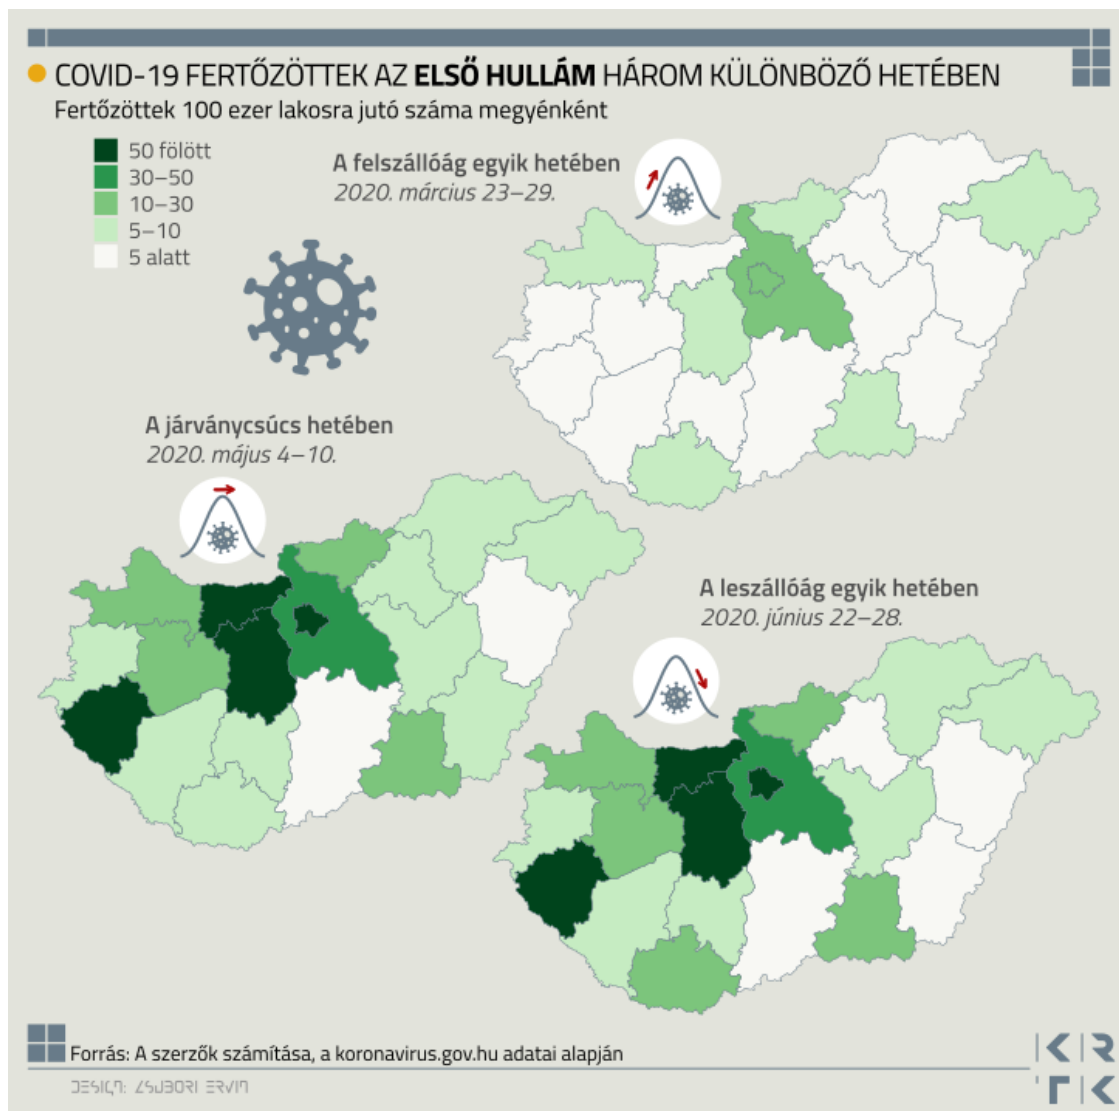 COVID-19 FERTŐZÖTTEK AZ ELSŐ HULLÁM HÁROM KÜLÖNBÖZŐ HETÉBEN
Fertőzöttek 100 ezer lakosra jutó száma megyénként
50 fölött
30–50
10–30
5–10
5 alatt
A felszállóág egyik hetében
2020. március 23–29.
A járványcsúcs hetében
2020. május 4–10.
A leszállóág egyik hetében
2020. június 22–28.
Forrás: A szerzők számítása, a koronavirus.gov.hu adatai alapján
DESIGN: ZSUBORI ERVIN
KR
TK